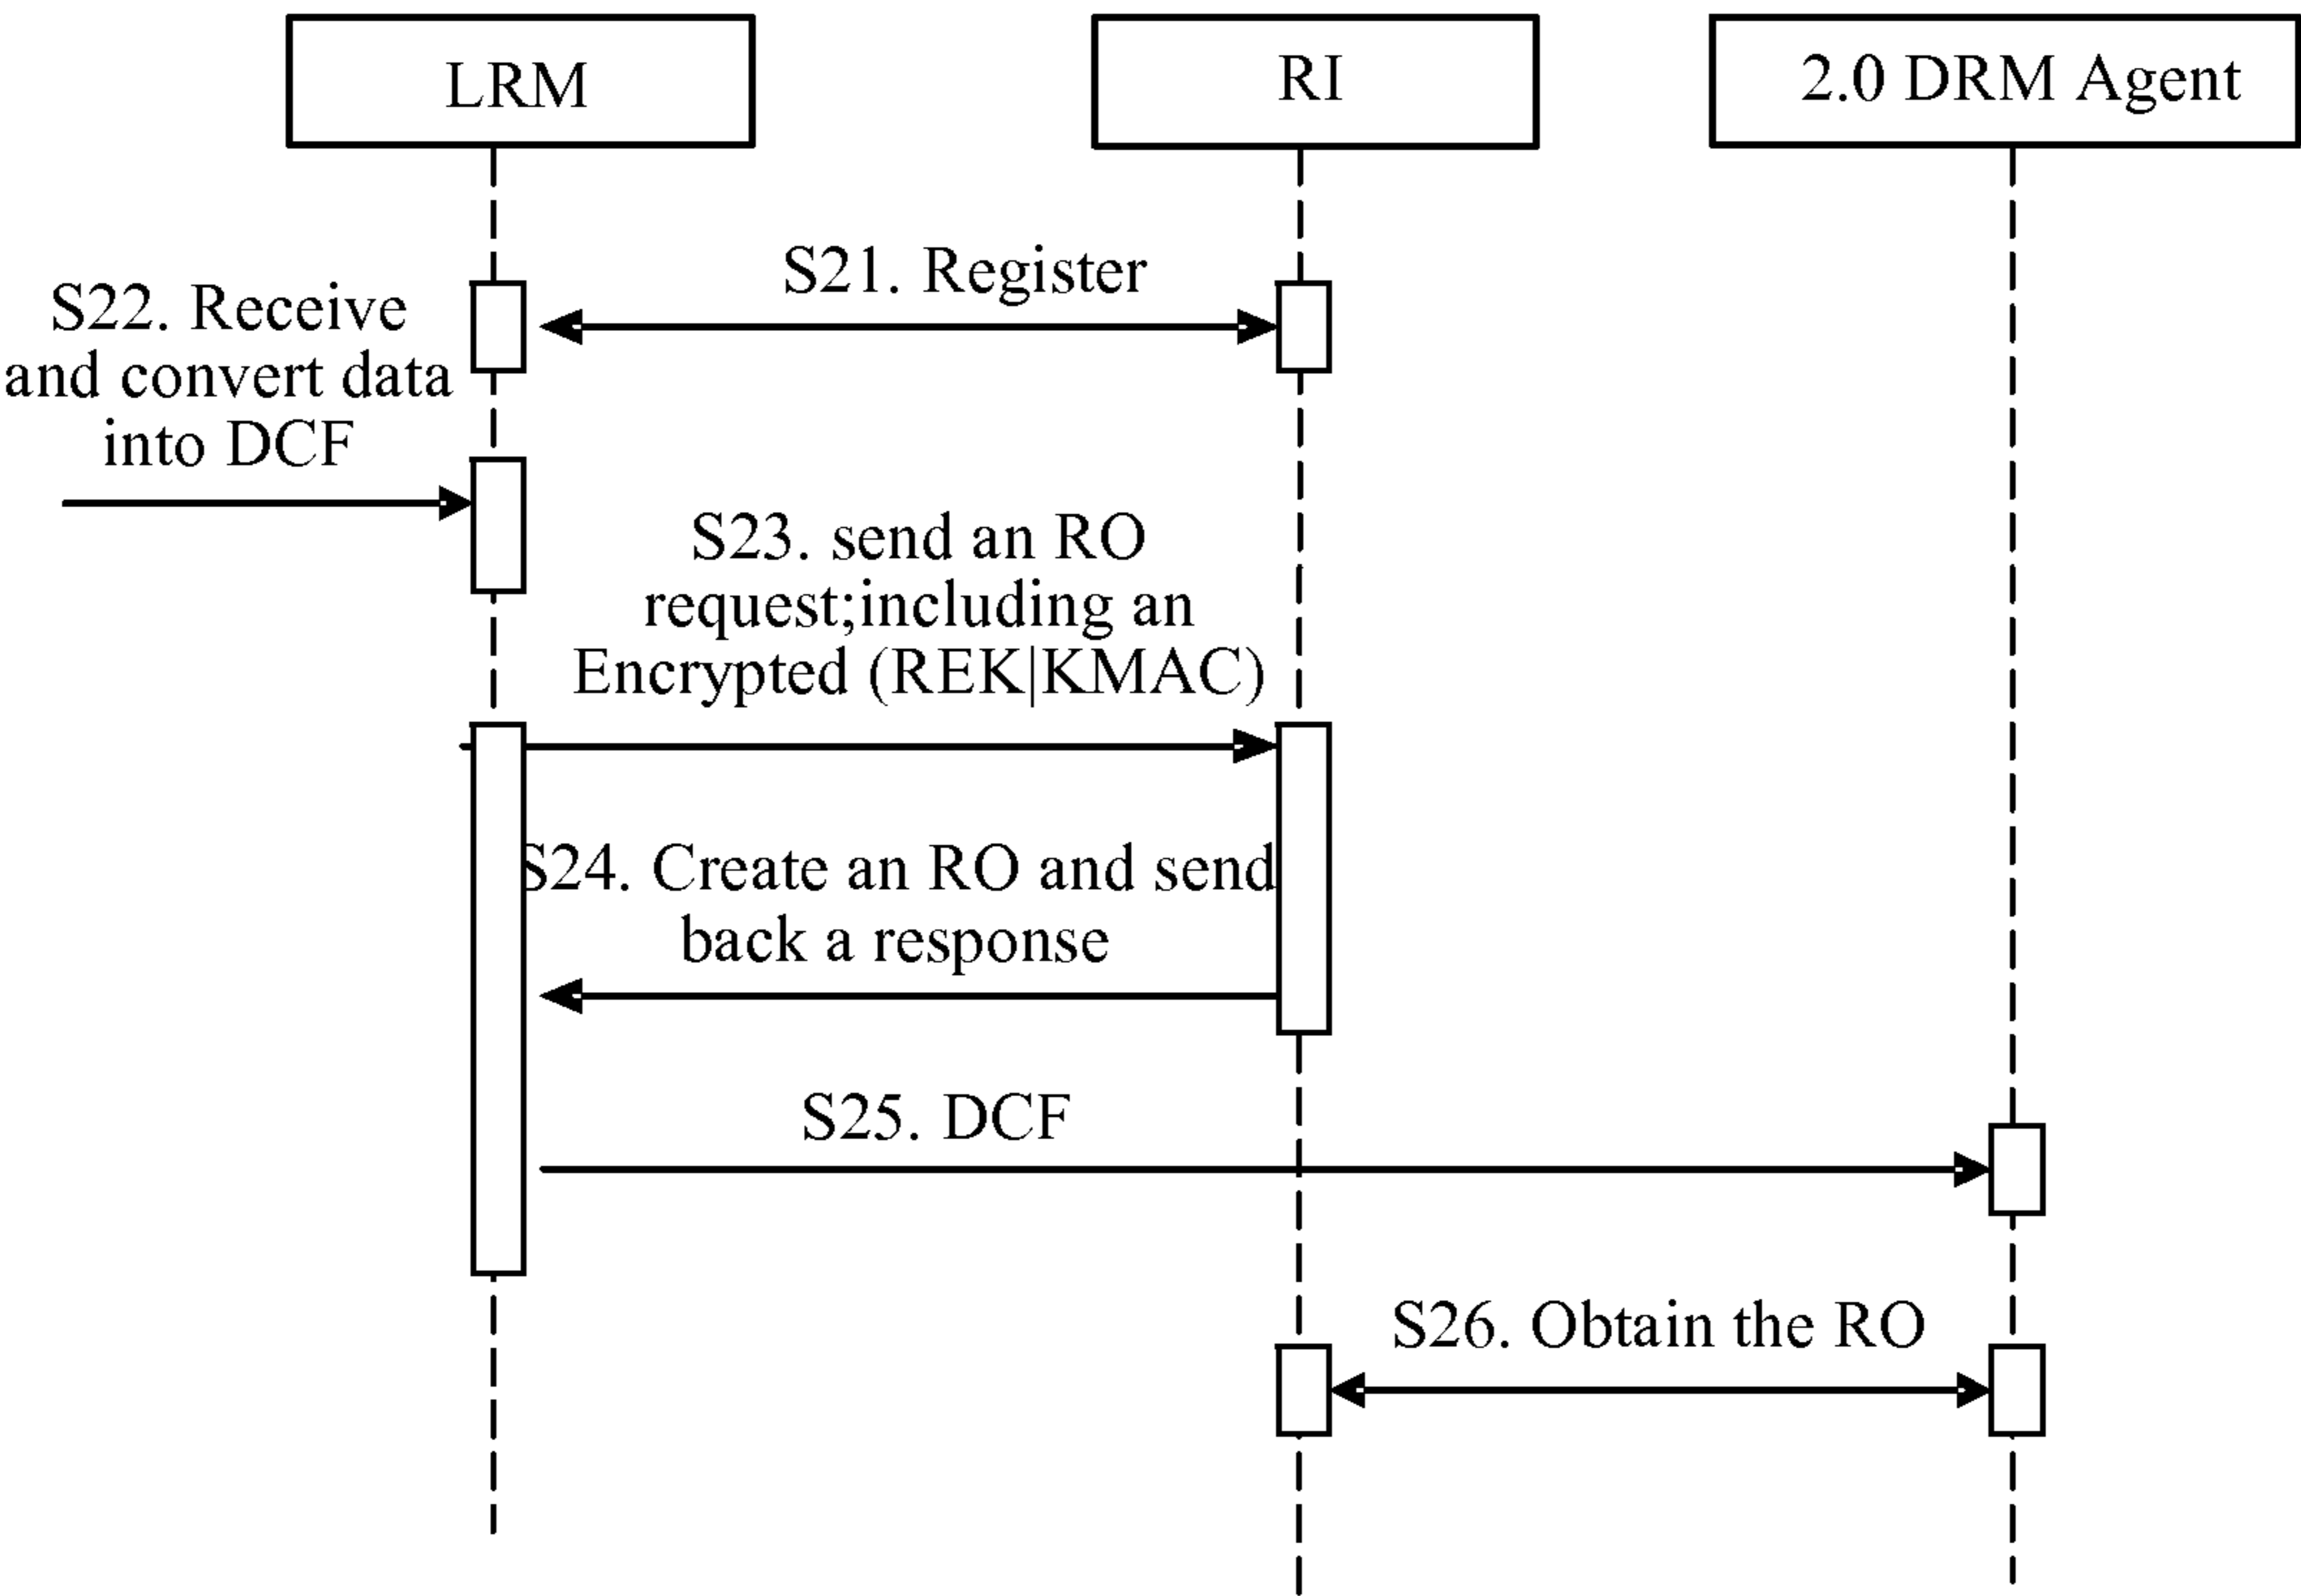 LRM
RI
2.0 DRM Agent
S21. Register
S22. Receive
and convert data
into DCF
S23. send an RO
request;including an
Encrypted (REK|KMAC)
S24. Create an RO and send
back a response
S25. DCF
S26. Obtain the RO